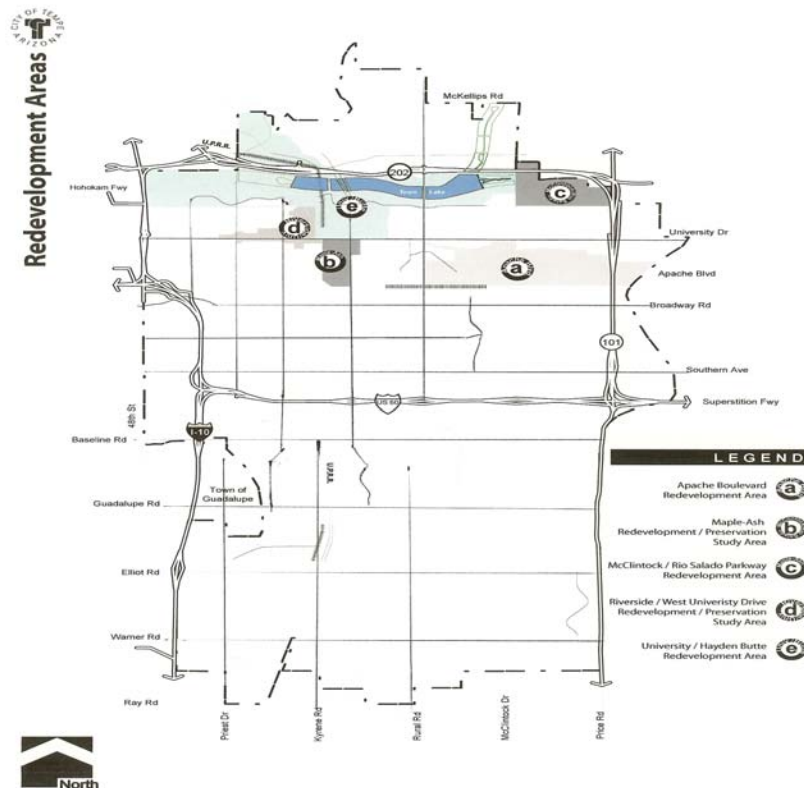 CITY OF TEMPE
ARIZONA
Redevelopment Areas
McKellips Rd
U.P.R.R.
202
Hohokam Fwy
Town Lake
c
e
d
University Dr
b
a
Apache Blvd
Broadway Rd
101
Southern Ave
US 60
Superstition Fwy
48th St
I-10
Baseline Rd
LEGEND
Town of
Guadalupe
U.P.R.R.
Apache Boulevard
Redevelopment Area
a
Guadalupe Rd
Maple-Ash
Redevelopment / Preservation
Study Area
b
McClintock / Rio Salado Parkway
Redevelopment Area
c
Elliot Rd
Riverside / West Univeristy Drive
Redevelopment / Preservation
Study Area
d
Warner Rd
University / Hayden Butte
Redevelopment Area
e
Ray Rd
Priest Dr
Kyrene Rd
Rural Rd
McClintock Dr
Price Rd
North